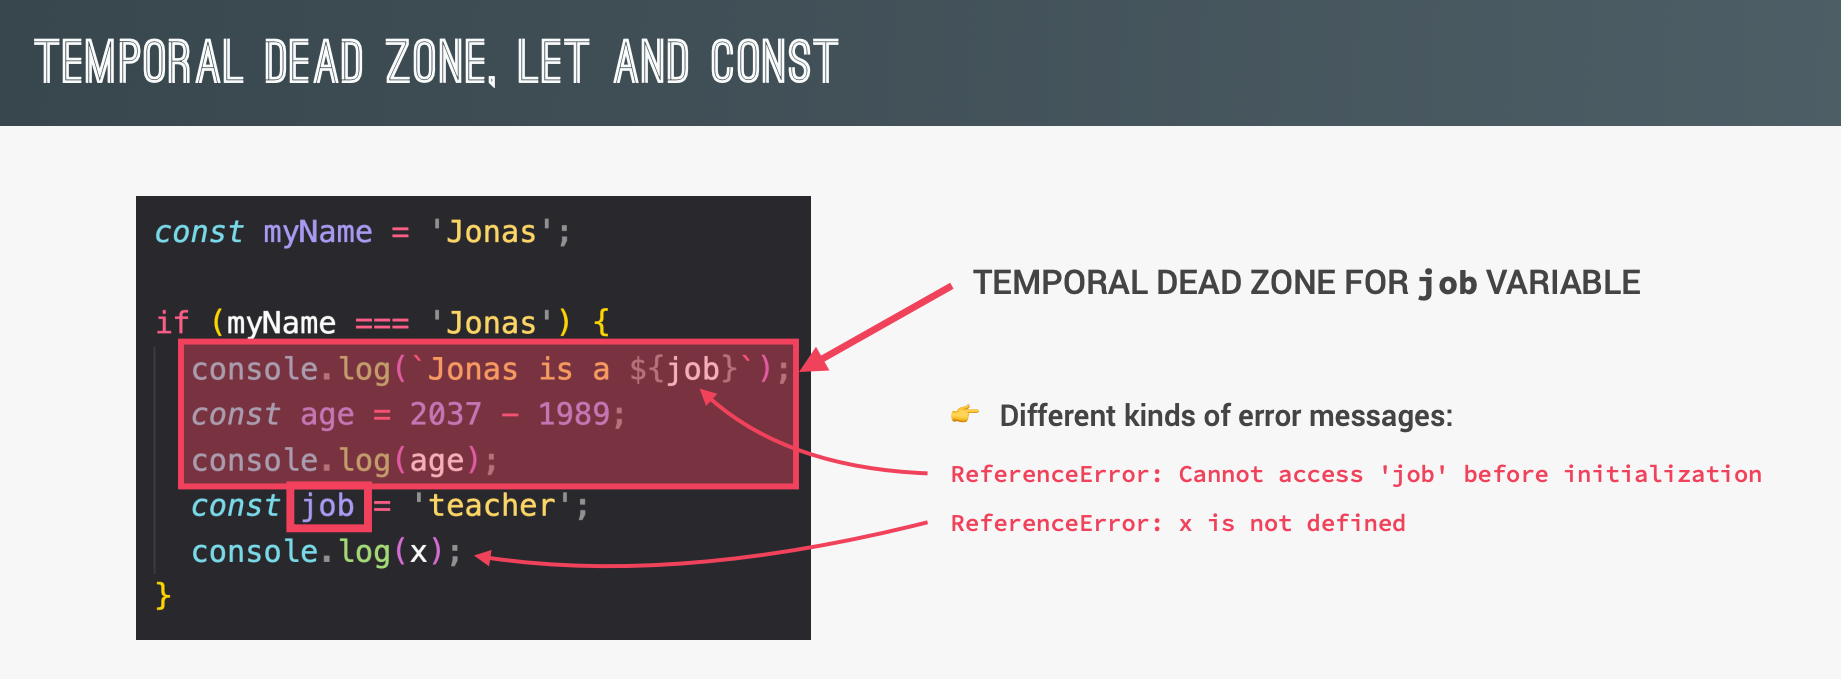 TEMPORAL DEAD ZONE, LET AND CONST
const myName = 'Jonas';
if (myName === 'Jonas') {
console.log(`Jonas is a ${job}`);
const age = 2037 - 1989;
console.log(age);
const job = 'teacher';
console.log(x);
}
TEMPORAL DEAD ZONE FOR job VARIABLE
👉 Different kinds of error messages:
ReferenceError: Cannot access 'job' before initialization
ReferenceError: x is not defined